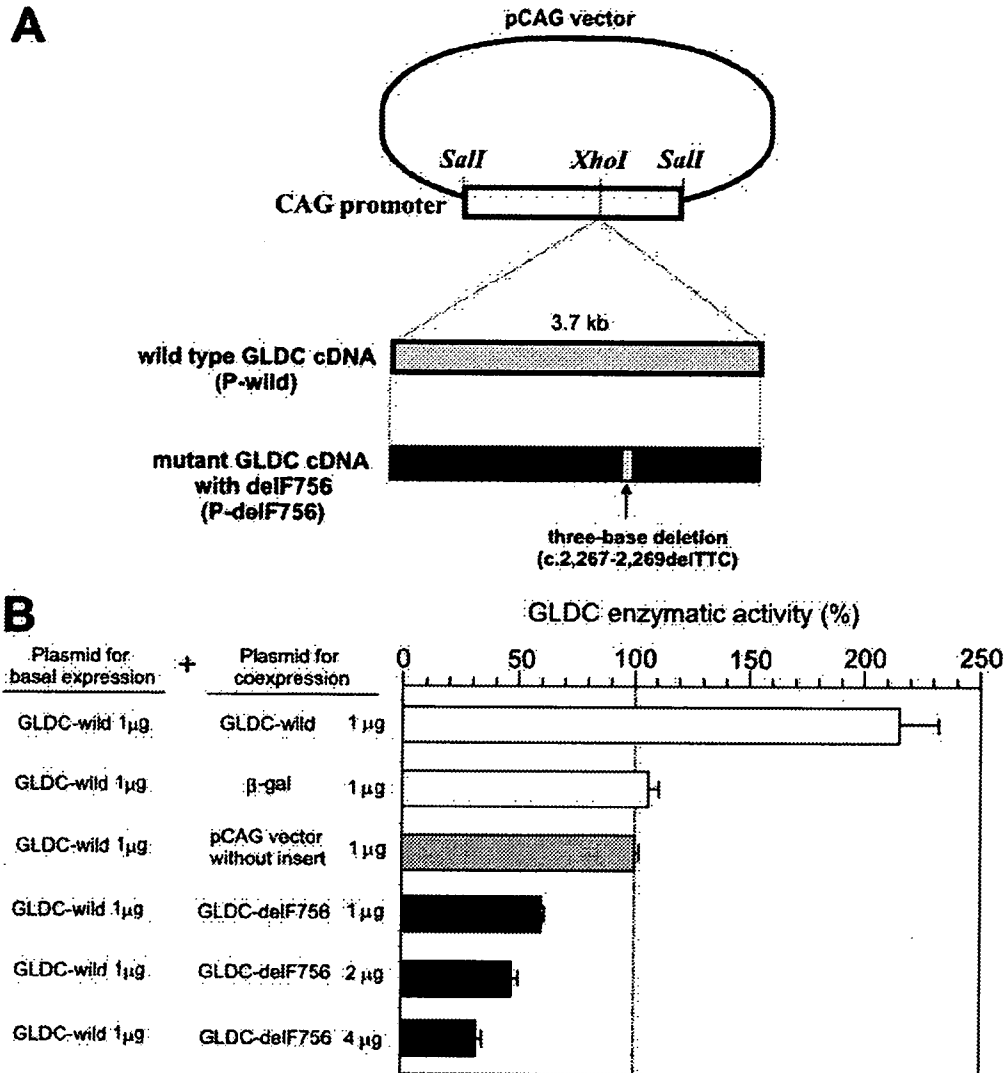 A
pCAG vector
SalI XhoI SalI
CAG promoter
3.7 kb
wild type GLDC cDNA
(P-wild)
mutant GLDC cDNA
with delF756
(P-delF756)
three-base deletion
(c.2,267-2,269delTTC)
B
GLDC enzymatic activity (%)
Plasmid for
basal expression
+
Plasmid for
coexpression
0 50 100 150 200 250
GLDC-wild 1μg GLDC-wild 1 μg
GLDC-wild 1μg β-gal 1 μg
GLDC-wild 1μg pCAG vector
without insert 1 μg
GLDC-wild 1μg GLDC-delF756 1 μg
GLDC-wild 1μg GLDC-delF756 2 μg
GLDC-wild 1μg GLDC-delF756 4 μg